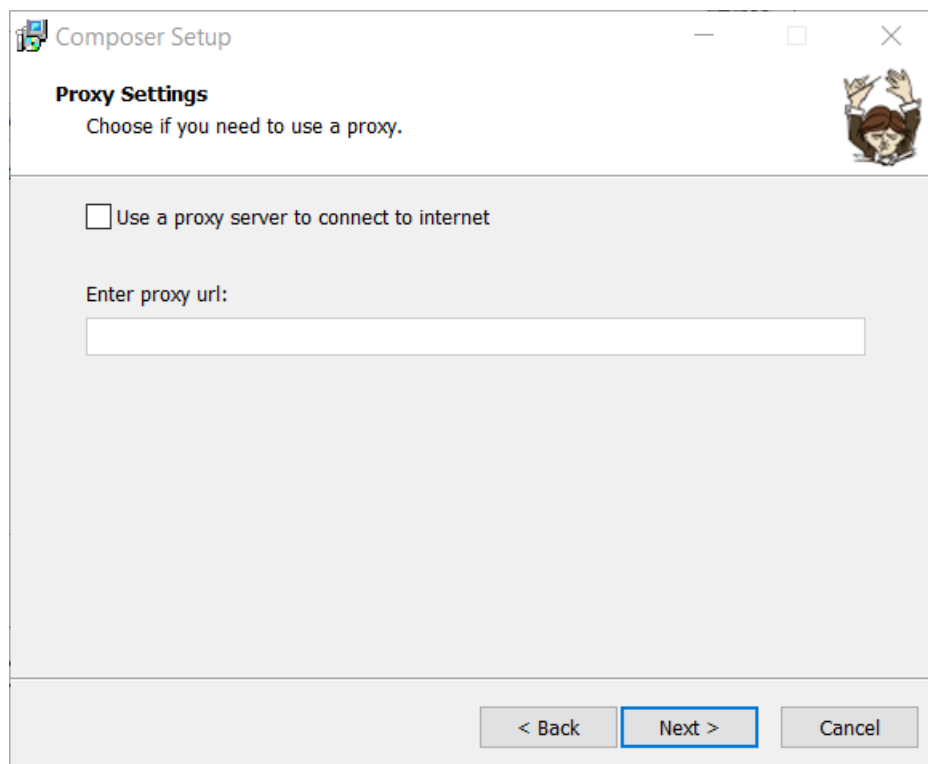 Composer Setup
Proxy Settings
Choose if you need to use a proxy.
Use a proxy server to connect to internet
Enter proxy url:
< Back
Next >
Cancel